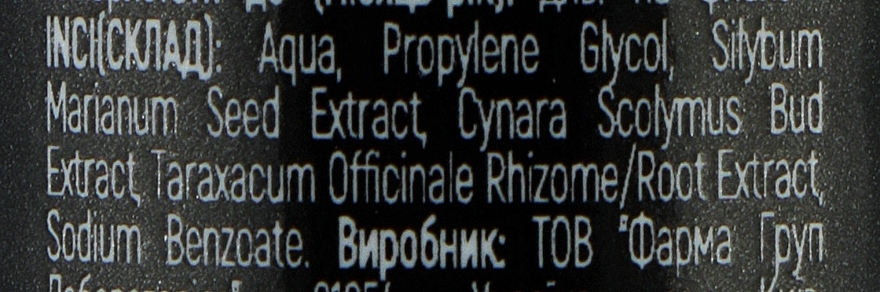 INCI(СКЛАД): Aqua, Propylene Glycol, Silybum
Marianum Seed Extract, Cynara Scolymus Bud
Extract, Taraxacum Officinale Rhizome/Root Extract,
Sodium Benzoate. Виробник: ТОВ "Фарма Груп